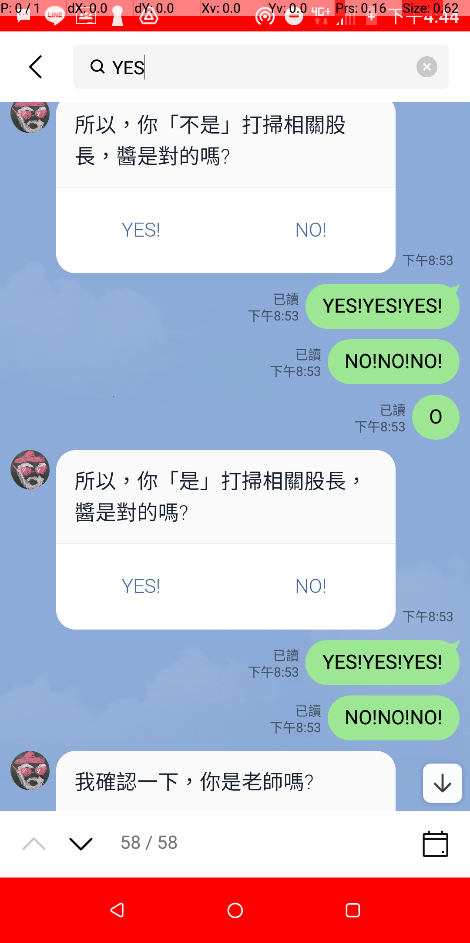 P: 0 / 1 dX: 0.0 dY: 0.0 Xv: 0.0 Yv: 0.0 Prs: 0.16 Size: 0.62
LINE 4G+ 下午4:44
YES
所以，你「不是」打掃相關股
長，醬是對的嗎?
YES! NO!
下午8:53
已讀
下午8:53
YES!YES!YES!
已讀
下午8:53
NO!NO!NO!
已讀
下午8:53
O
所以，你「是」打掃相關股長，
醬是對的嗎?
YES! NO!
下午8:53
已讀
下午8:53
YES!YES!YES!
已讀
下午8:53
NO!NO!NO!
我確認一下，你是老師嗎?
58 / 58